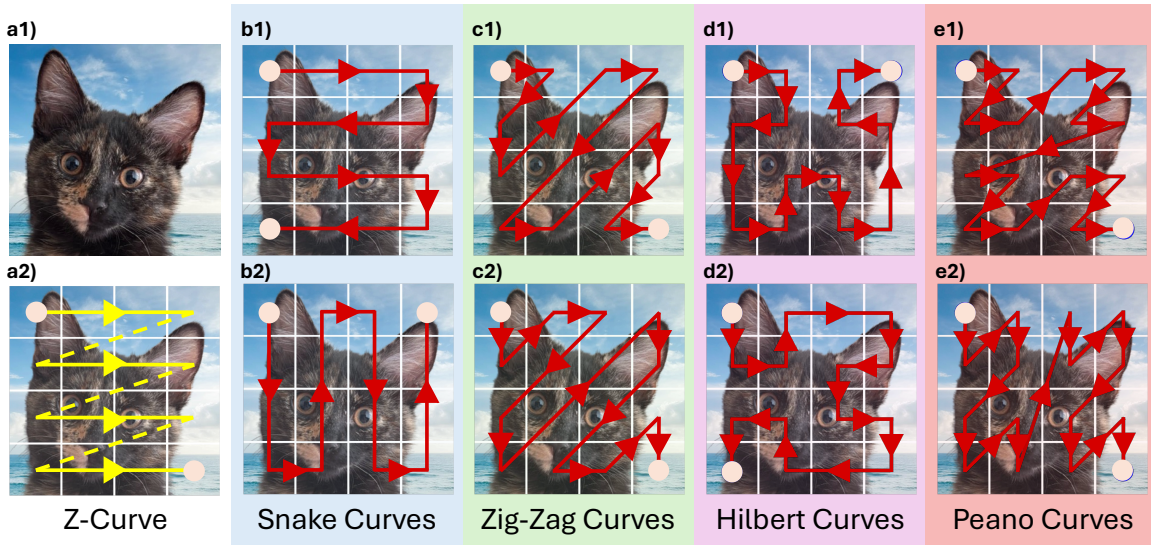 a1) b1) c1) d1) e1)
a2) b2) c2) d2) e2)
Z-Curve Snake Curves Zig-Zag Curves Hilbert Curves Peano Curves